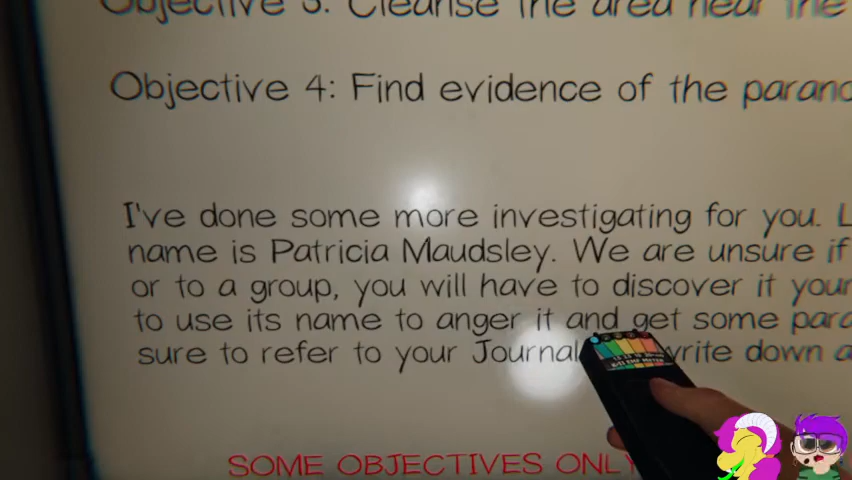 Objective 3: Cleanse the area near the
Objective 4: Find evidence of the
I've done some more investigating for you.
name is Patricia Maudsley. We are unsure if
or to a group, you will have to discover it
to use its name to anger it and get some
sure to refer to your Journal write down
SOME OBJECTIVES ONLY